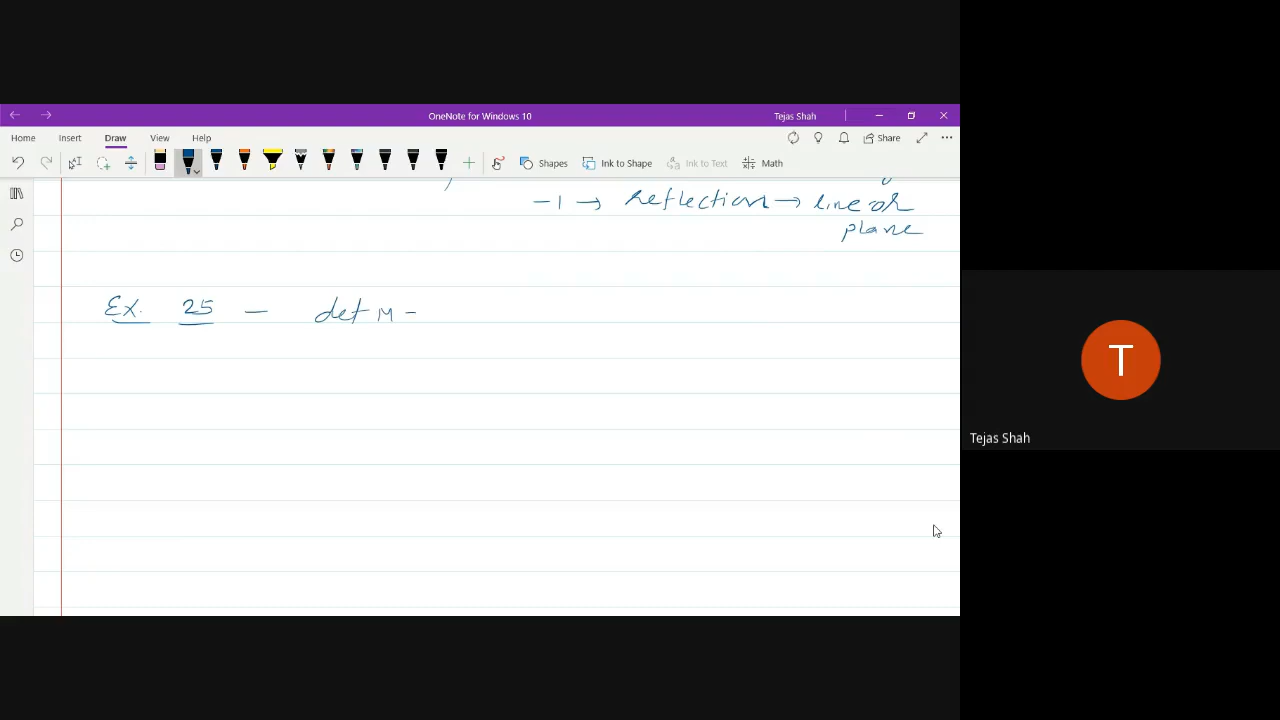 OneNote for Windows 10
Tejas Shah
Home Insert Draw View Help
Share
Shapes Ink to Shape Ink to Text Math
-1 → Reflection → line or
plane
Ex. 25 - det M -
T
Tejas Shah